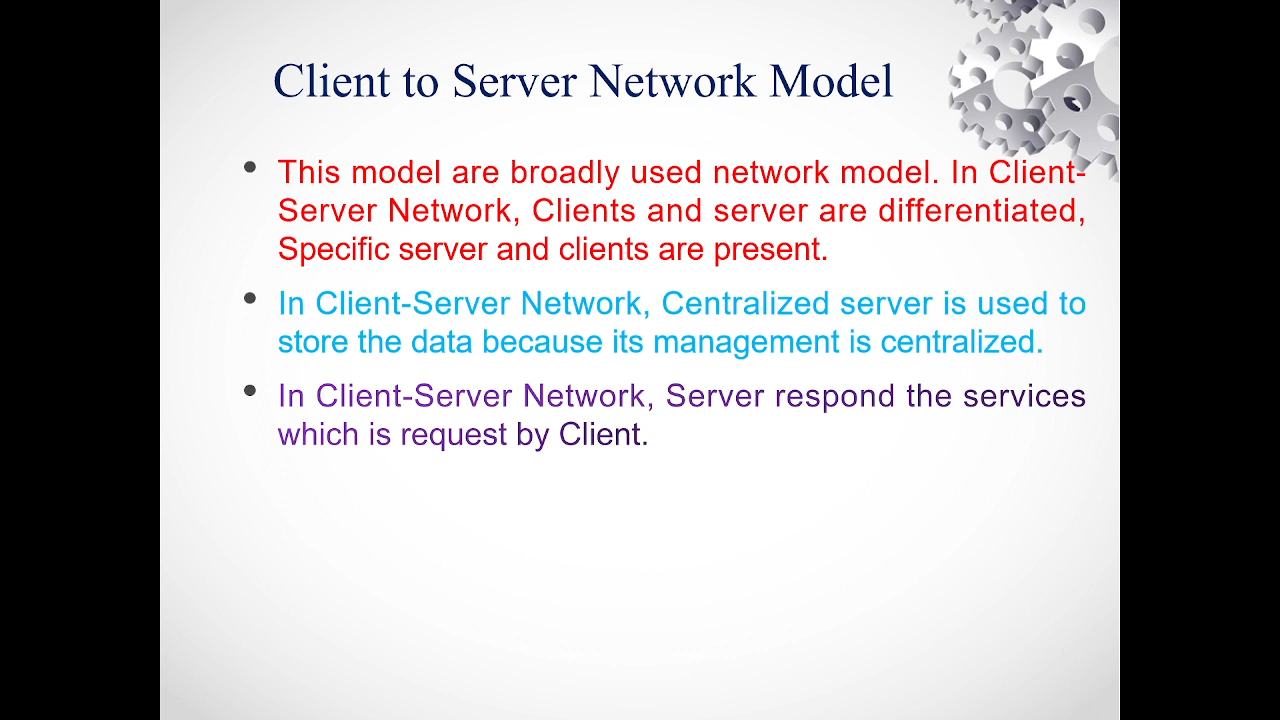 Client to Server Network Model
• This model are broadly used network model. In Client-
Server Network, Clients and server are differentiated,
Specific server and clients are present.
• In Client-Server Network, Centralized server is used to
store the data because its management is centralized.
• In Client-Server Network, Server respond the services
which is request by Client.